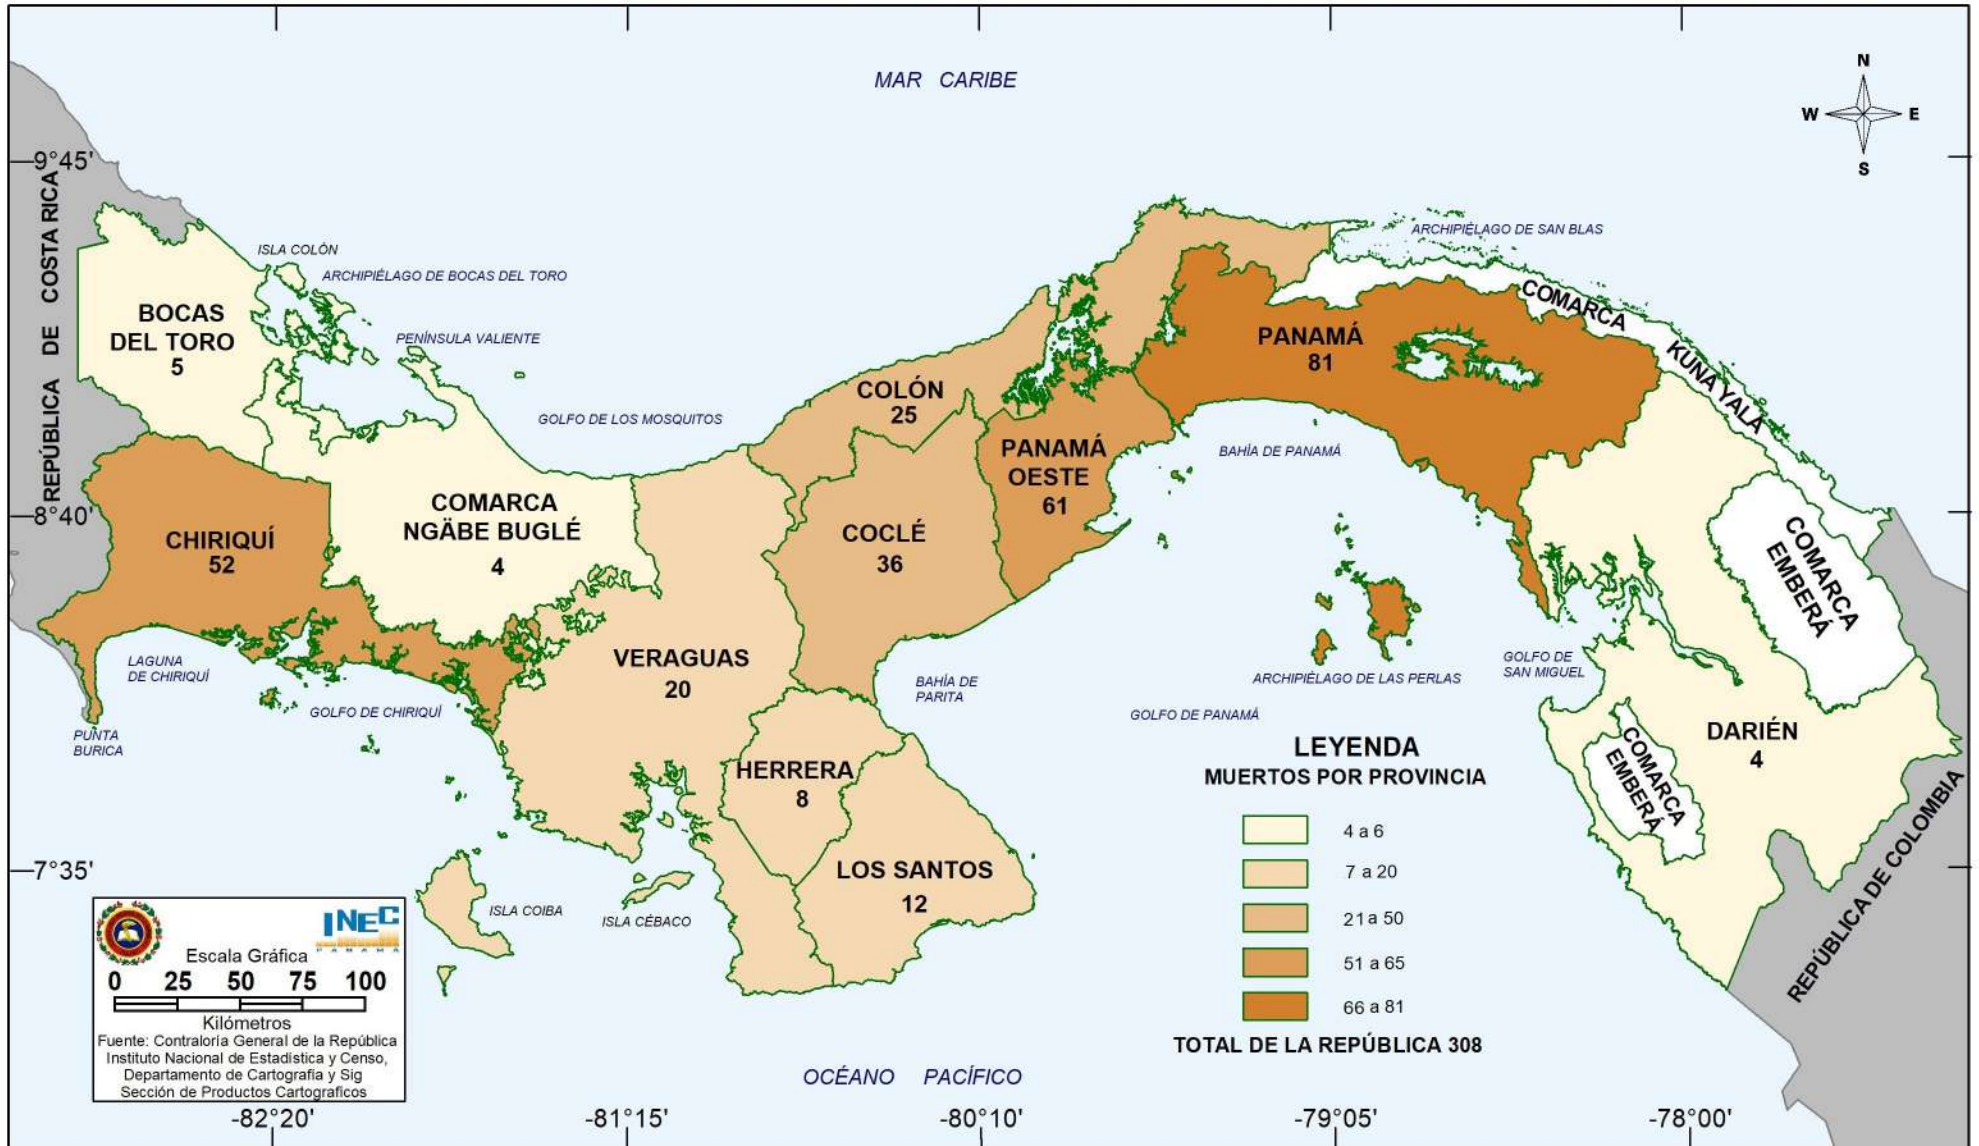 MAR CARIBE
N
W
E
S
9°45'
8°40'
7°35'
REPÚBLICA DE COSTA RICA
ISLA COLÓN
ARCHIPIÉLAGO DE BOCAS DEL TORO
ARCHIPIÉLAGO DE SAN BLAS
BOCAS
DEL TORO
5
PENÍNSULA VALIENTE
COMARCA
KUNA YALA
PANAMÁ
81
COLÓN
25
GOLFO DE LOS MOSQUITOS
PANAMÁ
OESTE
61
BAHÍA DE PANAMÁ
CHIRIQUÍ
52
COMARCA
NGÄBE BUGLÉ
4
COCLÉ
36
COMARCA
EMBERÁ
VERAGUAS
20
LAGUNA
DE CHIRIQUÍ
GOLFO DE CHIRIQUÍ
PUNTA
BURICA
BAHÍA DE
PARITA
GOLFO DE PANAMÁ
ARCHIPIÉLAGO DE LAS PERLAS
GOLFO DE
SAN MIGUEL
DARIÉN
4
COMARCA
EMBERÁ
REPÚBLICA DE COLOMBIA
HERRERA
8
LOS SANTOS
12
ISLA COIBA
ISLA CÉBACO
LEYENDA
MUERTOS POR PROVINCIA
4 a 6
7 a 20
21 a 50
51 a 65
66 a 81
TOTAL DE LA REPÚBLICA 308
INEC
PANAMÁ
Escala Gráfica
0 25 50 75 100
Kilómetros
Fuente: Contraloría General de la República
Instituto Nacional de Estadística y Censo,
Departamento de Cartografía y Sig
Sección de Productos Cartograficos
OCÉANO PACÍFICO
-82°20' -81°15' -80°10' -79°05' -78°00'